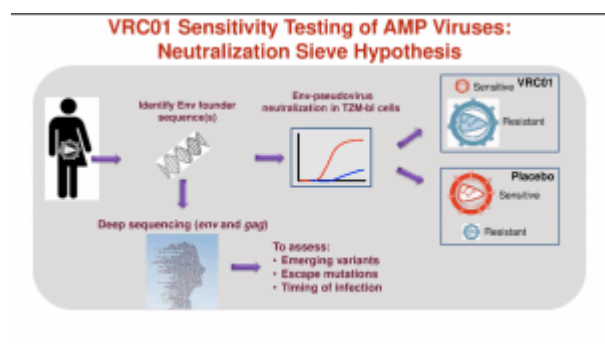 VRC01 Sensitivity Testing of AMP Viruses:
Neutralization Sieve Hypothesis
Identify Env founder
sequence(s)
Env-pseudovirus
neutralization in TZM-bl cells
VRC01
Sensitive
Resistant
Placebo
Sensitive
Resistant
Deep sequencing (env and gag)
To assess:
• Emerging variants
• Escape mutations
• Timing of infection